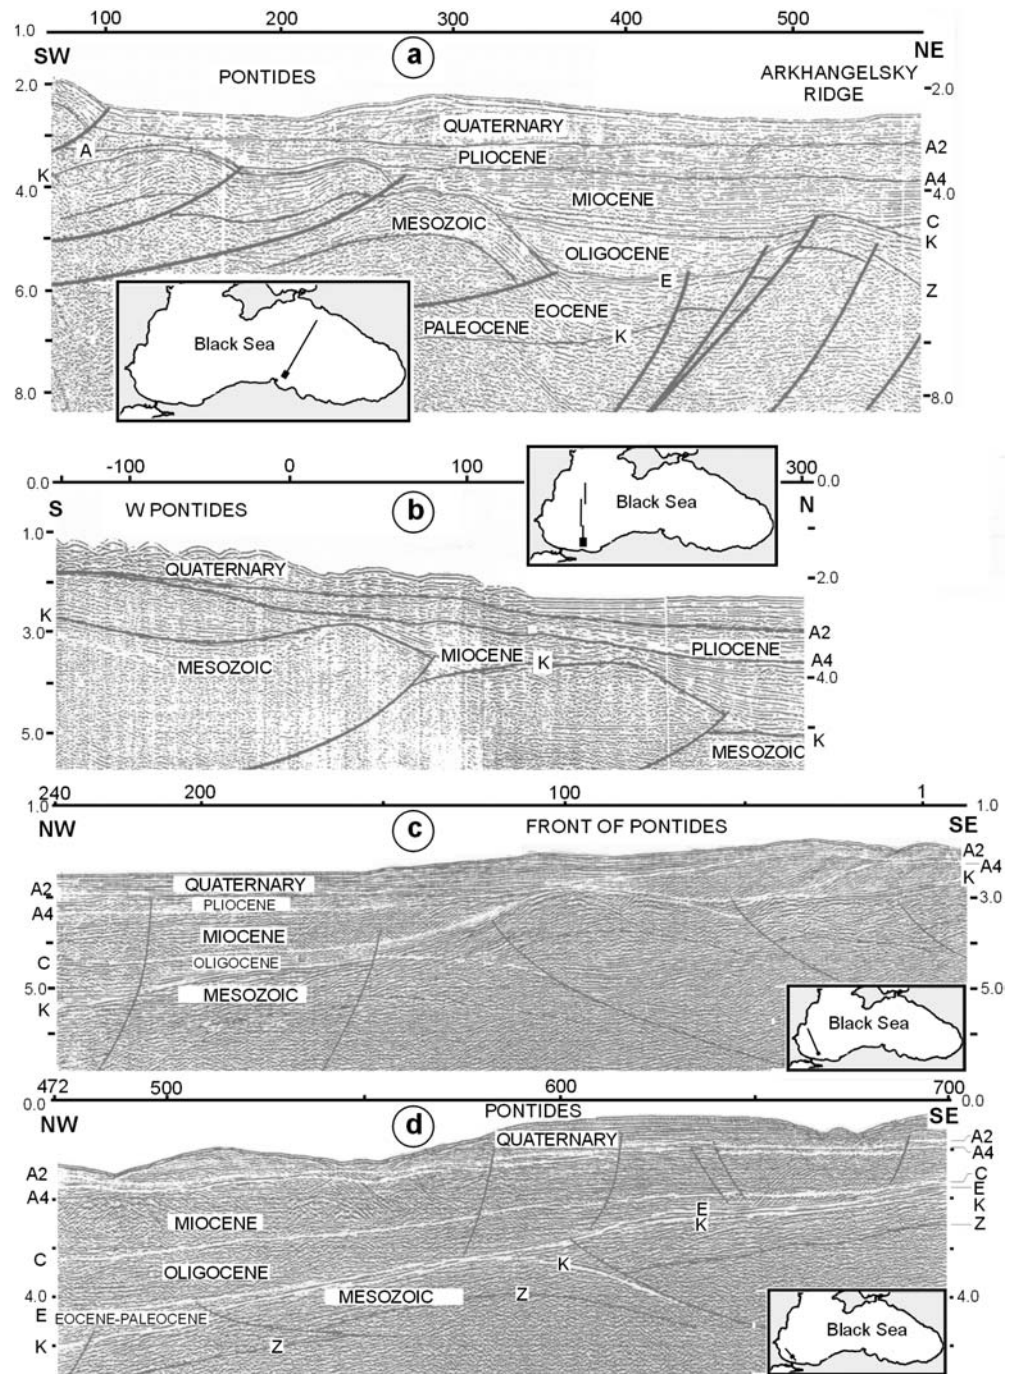 100 200 300 400 500
1.0
SW a NE
PONTIDES ARKHANGELSKY
RIDGE
2.0 2.0
QUATERNARY
A PLIOCENE A2
K A4
4.0 4.0
MIOCENE
MESOZOIC C
OLIGOCENE K
E
6.0 EOCENE Z
PALEOCENE K
Black Sea
8.0 8.0
-100 0 100 300
0.0 0.0
S b N
W PONTIDES
Black Sea
1.0
QUATERNARY 2.0
K
3.0 A2
PLIOCENE
MESOZOIC MIOCENE K A4
4.0
5.0 K
MESOZOIC
240 200 100 1
1.0 1.0
NW c SE
FRONT OF PONTIDES
A2
A4
A2 QUATERNARY K
PLIOCENE 3.0
A4
MIOCENE
C OLIGOCENE
5.0 MESOZOIC 5.0
K
Black Sea
472 500 600 700
0.0 0.0
NW d PONTIDES SE
QUATERNARY A2
A4
A2 C
A4 E
K
MIOCENE E
K Z
C
OLIGOCENE K
4.0 MESOZOIC Z 4.0
E EOCENE-PALEOCENE
K Z
Black Sea